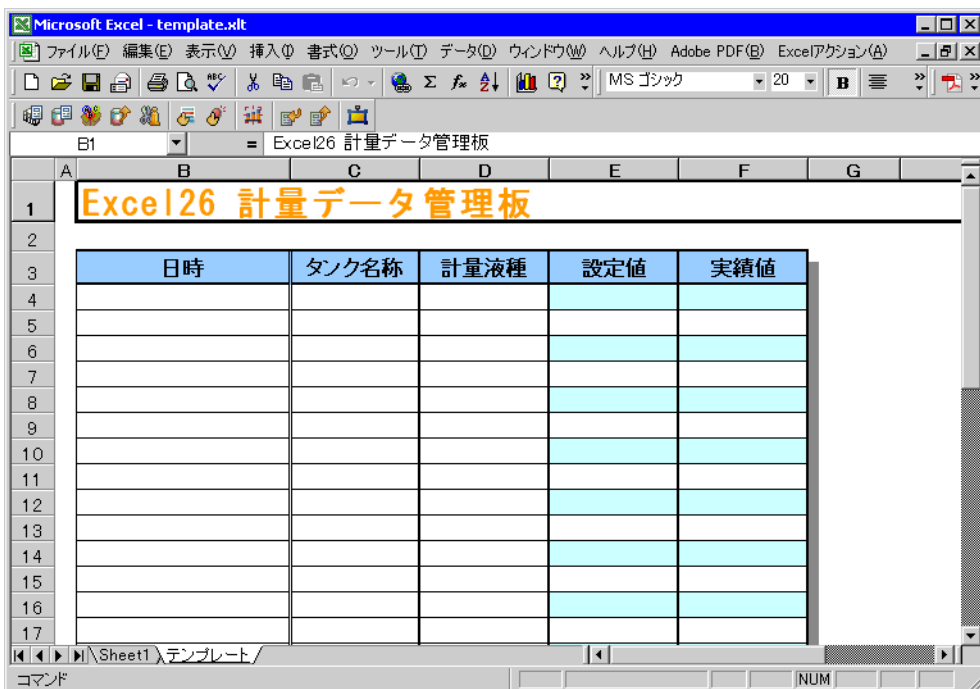 Microsoft Excel - template.xlt
ファイル(F) 編集(E) 表示(V) 挿入(I) 書式(O) ツール(T) データ(D) ウィンドウ(W) ヘルプ(H) Adobe PDF(B) Excelアクション(A)
ABC Σ fx MS ゴシック 20 B
B1 = Excel26 計量データ管理板
A B C D E F G
1 Excel26 計量データ管理板
2
3 日時 タンク名称 計量液種 設定値 実績値
4
5
6
7
8
9
10
11
12
13
14
15
16
17
Sheet1 テンプレート
コマンド NUM